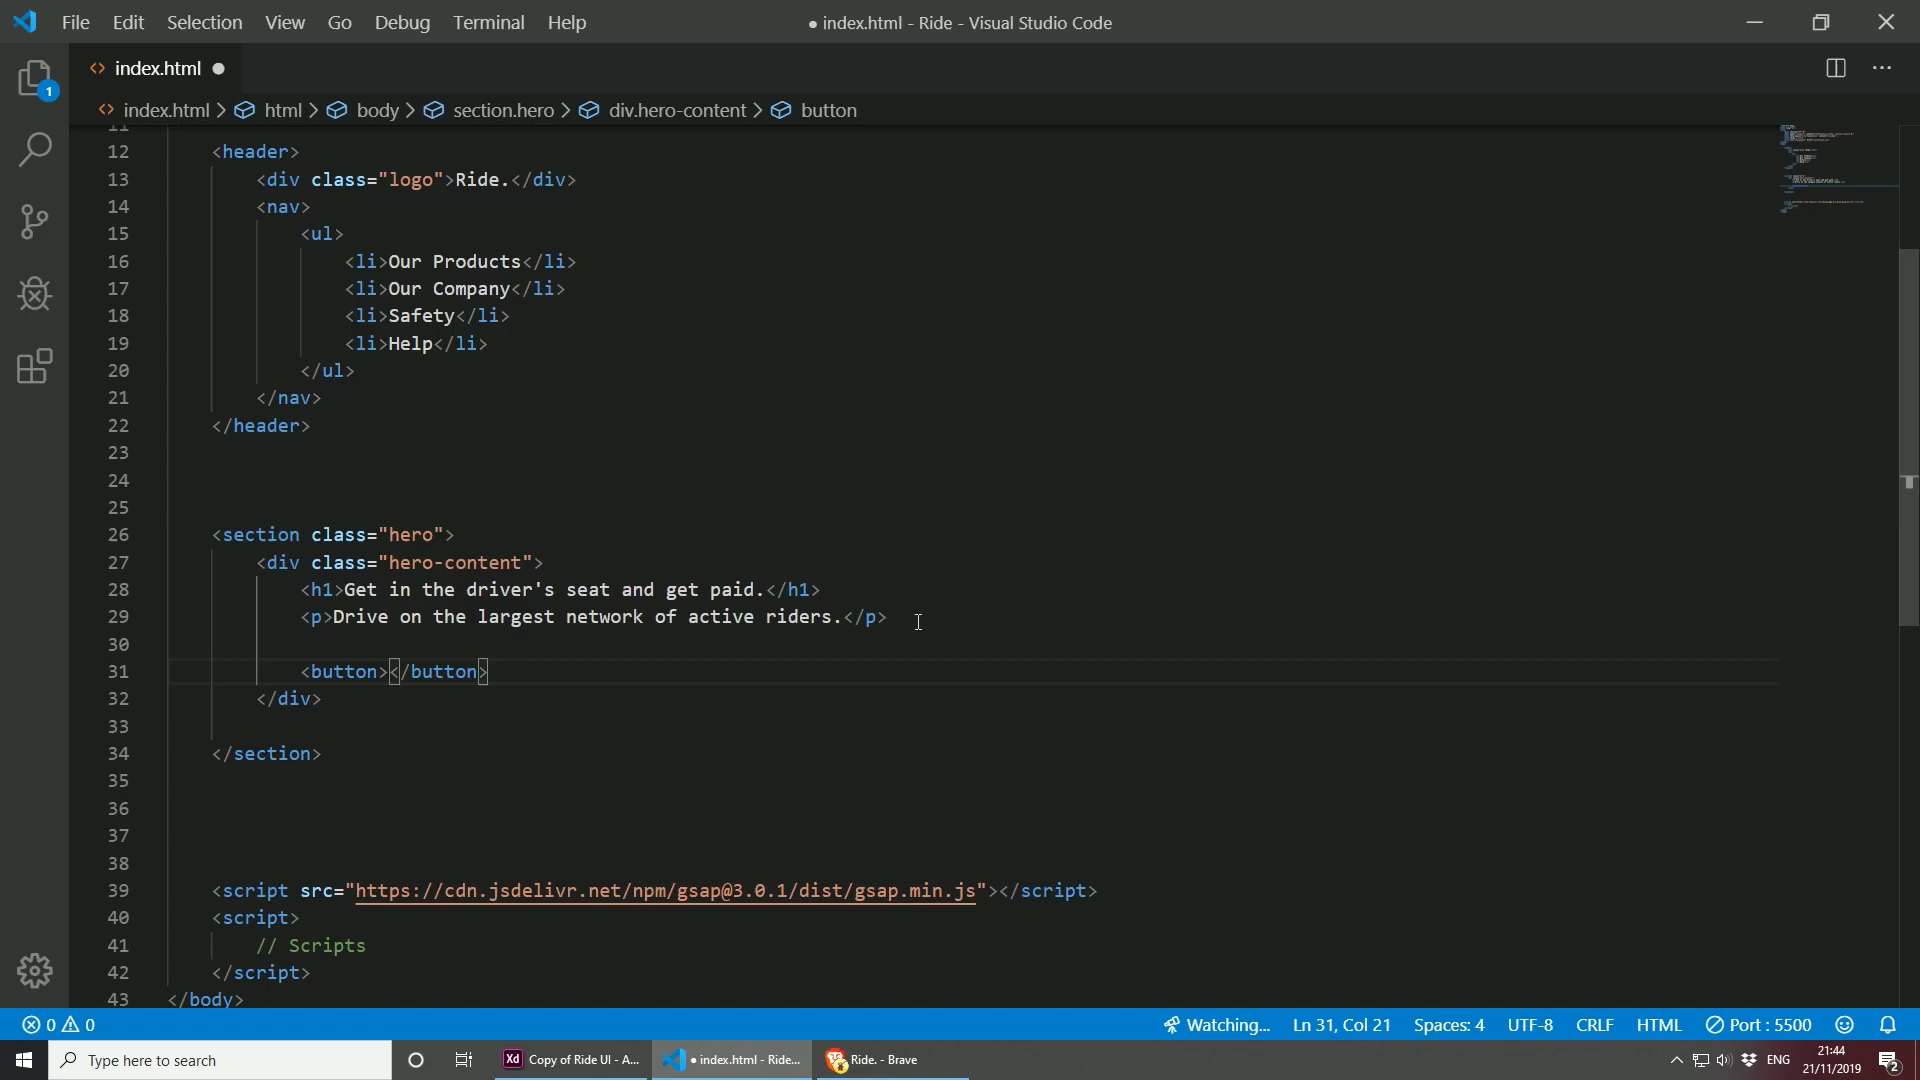 File Edit Selection View Go Debug Terminal Help ● index.html - Ride - Visual Studio Code
index.html
1
index.html > html > body > section.hero > div.hero-content > button
11
12 <header>
13 <div class="logo">Ride.</div>
14 <nav>
15 <ul>
16 <li>Our Products</li>
17 <li>Our Company</li>
18 <li>Safety</li>
19 <li>Help</li>
20 </ul>
21 </nav>
22 </header>
23
24
25
26 <section class="hero">
27 <div class="hero-content">
28 <h1>Get in the driver's seat and get paid.</h1>
29 <p>Drive on the largest network of active riders.</p>
30
31 <button></button>
32 </div>
33
34 </section>
35
36
37
38
39 <script src="https://cdn.jsdelivr.net/npm/gsap@3.0.1/dist/gsap.min.js"></script>
40 <script>
41 // Scripts
42 </script>
43 </body>
0 0 Watching... Ln 31, Col 21 Spaces: 4 UTF-8 CRLF HTML Port : 5500
Type here to search Xd Copy of Ride UI - A... ● index.html - Ride... Ride. - Brave ENG 21:44
21/11/2019 2